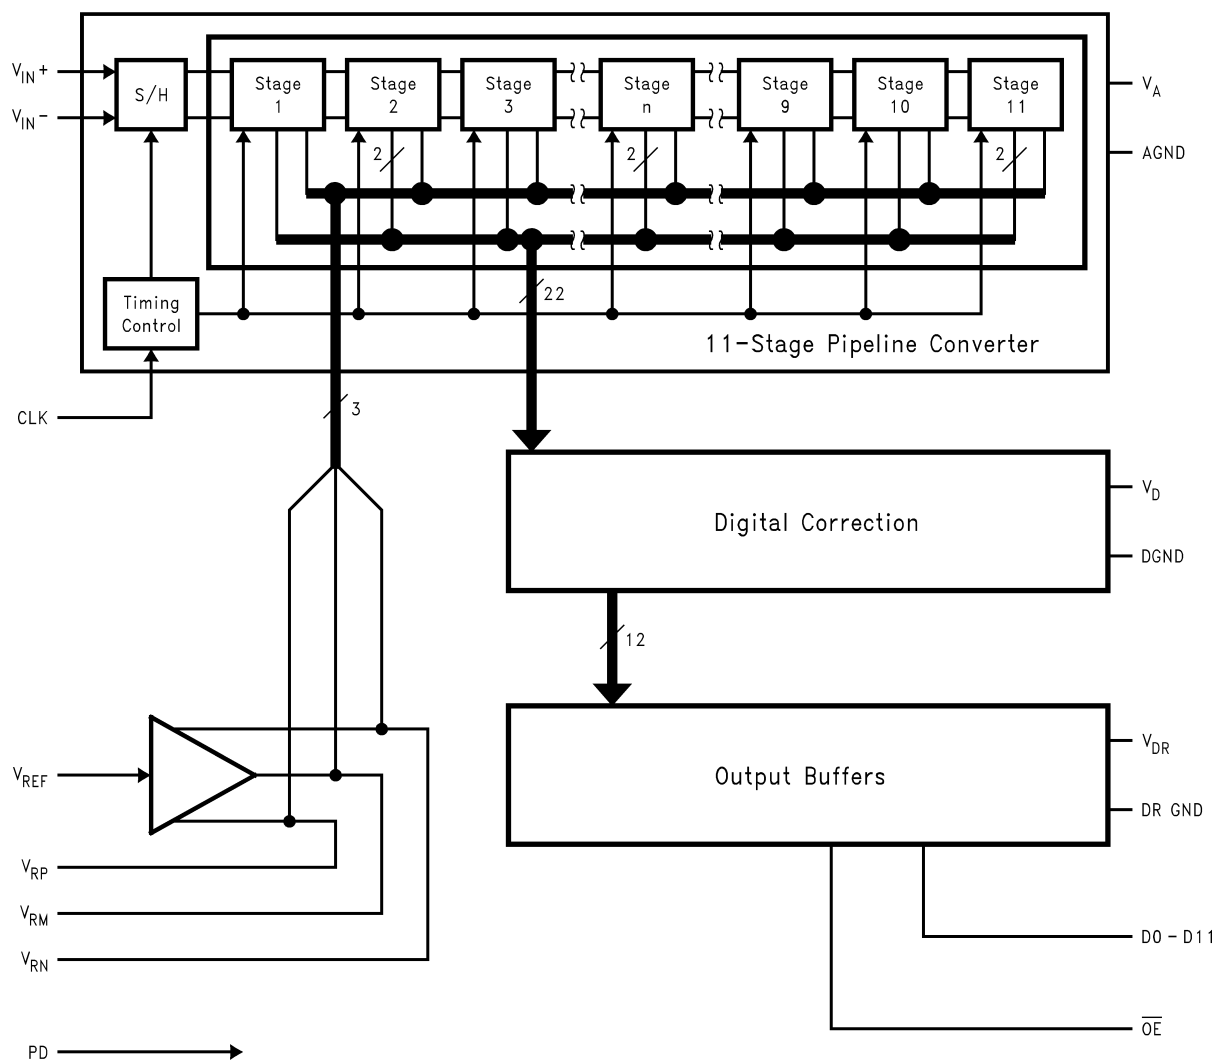 V_IN+
V_IN-
S/H
Stage 1
Stage 2
Stage 3
Stage n
Stage 9
Stage 10
Stage 11
V_A
AGND
2
2
2
Timing Control
22
11-Stage Pipeline Converter
CLK
3
V_D
Digital Correction
DGND
12
V_DR
V_REF
Output Buffers
DR GND
V_RP
V_RM
V_RN
D0 - D11
O̅E̅
PD